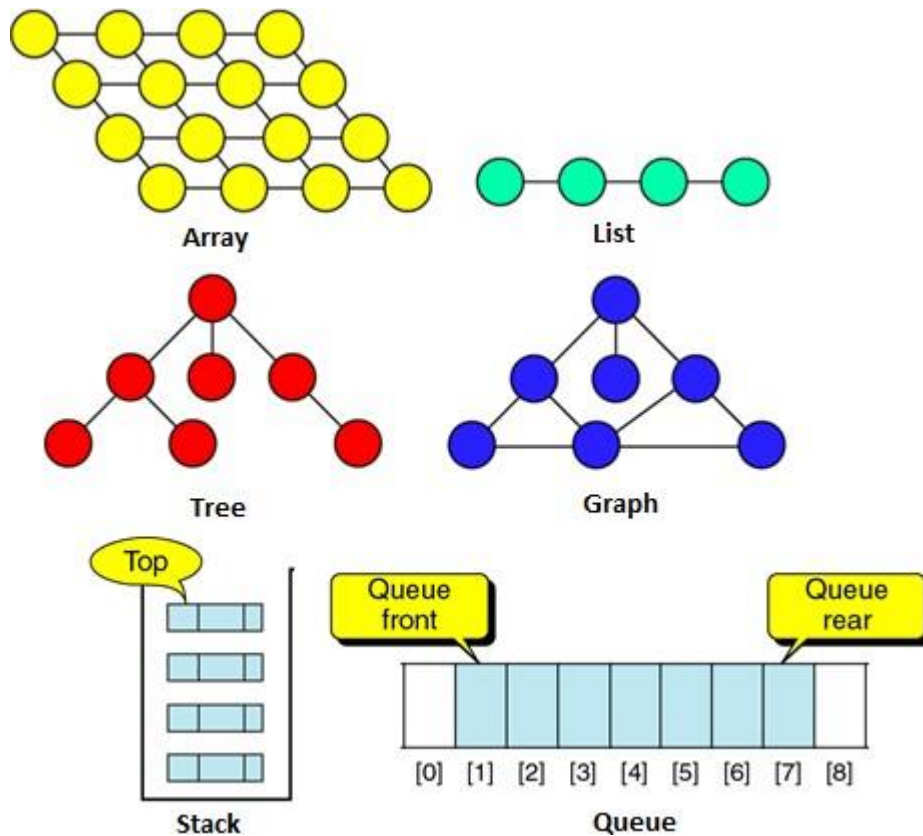 Array
List
Tree
Graph
Top
Queue
front
Queue
rear
[0] [1] [2] [3] [4] [5] [6] [7] [8]
Stack
Queue